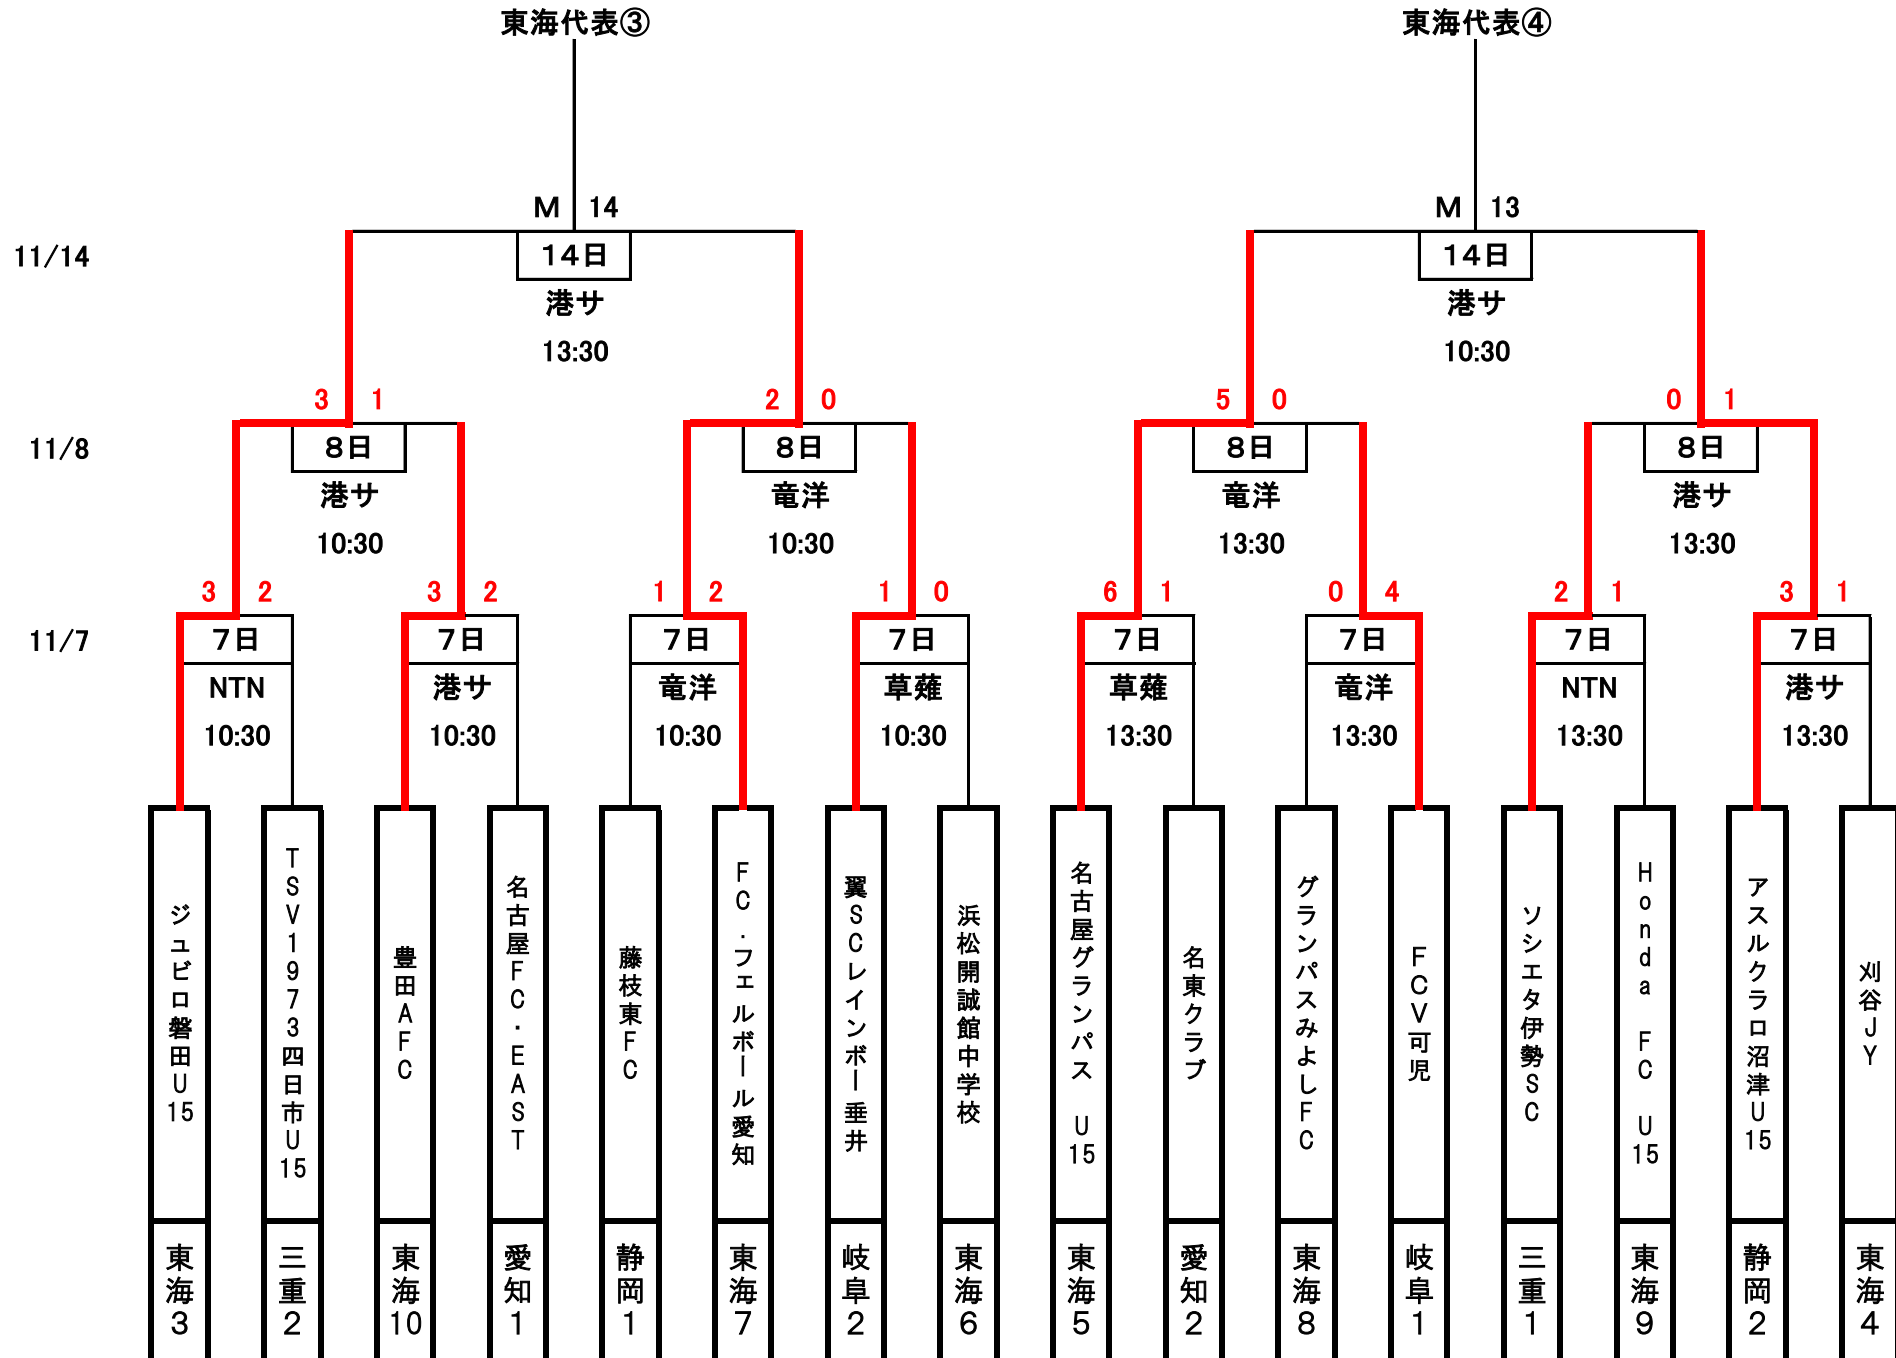 東海代表③ 東海代表④
M 14 M 13
11/14 14日 14日
港サ 港サ
13:30 10:30
3 1 2 0 5 0 0 1
11/8 8日 8日 8日 8日
港サ 竜洋 竜洋 港サ
10:30 10:30 13:30 13:30
3 2 3 2 1 2 1 0 6 1 0 4 2 1 3 1
11/7 7日 7日 7日 7日 7日 7日 7日 7日
NTN 港サ 竜洋 草薙 草薙 竜洋 NTN 港サ
10:30 10:30 10:30 10:30 13:30 13:30 13:30 13:30
ジュビロ磐田U15
TSV1973四日市U15
豊田AFC
名古屋FC・EAST
藤枝東FC
FC.フェルボール愛知
翼SCレインボー垂井
浜松開誠館中学校
名古屋グランパス U15
名東クラブ
グランパスみよしFC
FCV可児
ソシエタ伊勢SC
Honda FC U15
アスルクラロ沼津U15
刈谷JY
東海3
三重2
東海10
愛知1
静岡1
東海7
岐阜2
東海6
東海5
愛知2
東海8
岐阜1
三重1
東海9
静岡2
東海4